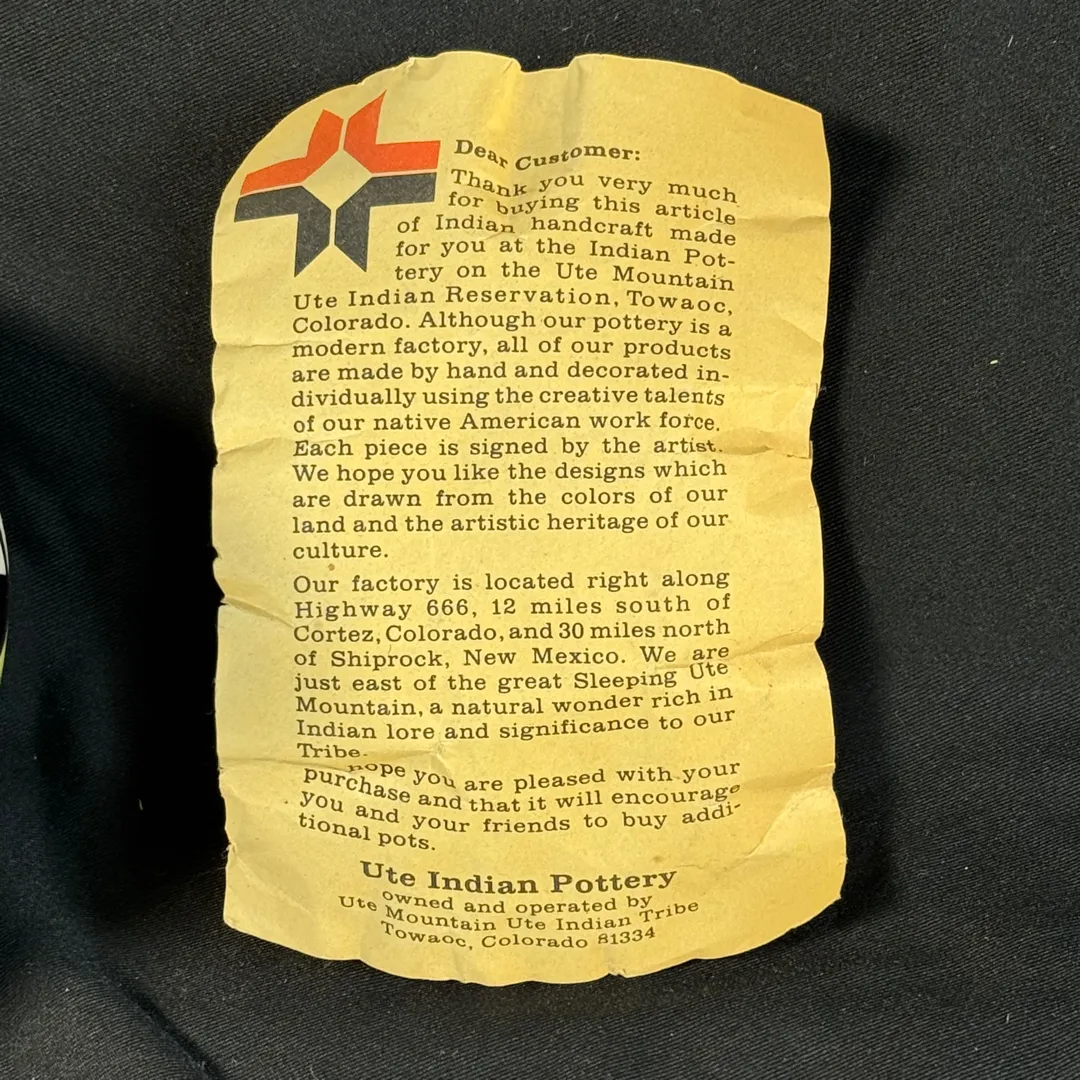 Dear Customer:
Thank you very much
for buying this article
of Indian handcraft made
for you at the Indian Pot-
tery on the Ute Mountain
Ute Indian Reservation, Towaoc,
Colorado. Although our pottery is a
modern factory, all of our products
are made by hand and decorated in-
dividually using the creative talents
of our native American work force.
Each piece is signed by the artist.
We hope you like the designs which
are drawn from the colors of our
land and the artistic heritage of our
culture.
Our factory is located right along
Highway 666, 12 miles south of
Cortez, Colorado, and 30 miles north
of Shiprock, New Mexico. We are
just east of the great Sleeping Ute
Mountain, a natural wonder rich in
Indian lore and significance to our
Tribe.
hope you are pleased with your
purchase and that it will encourage
you and your friends to buy addi-
tional pots.
Ute Indian Pottery
owned and operated by
Ute Mountain Ute Indian Tribe
Towaoc, Colorado 81334